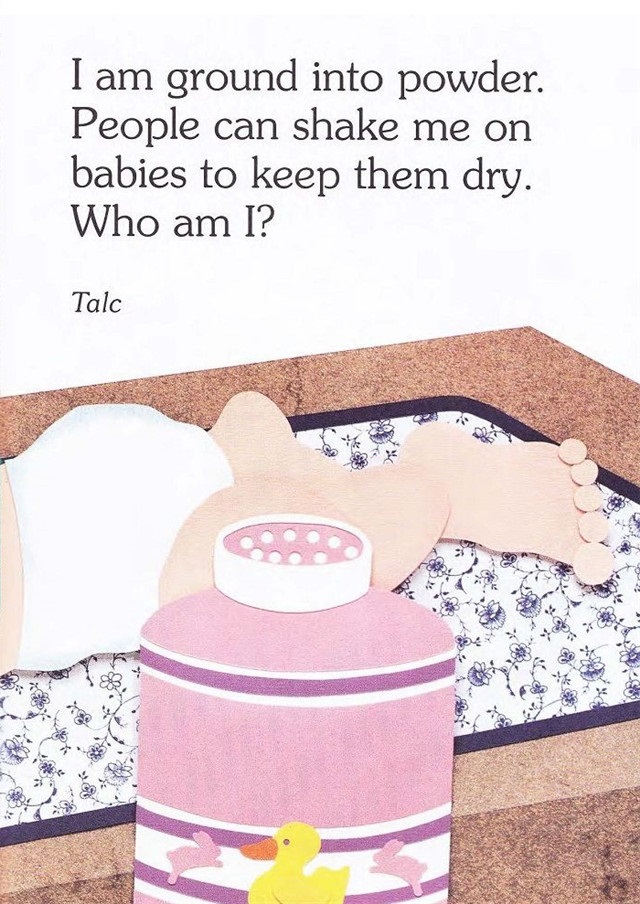 I am ground into powder.
People can shake me on
babies to keep them dry.
Who am I?
Talc